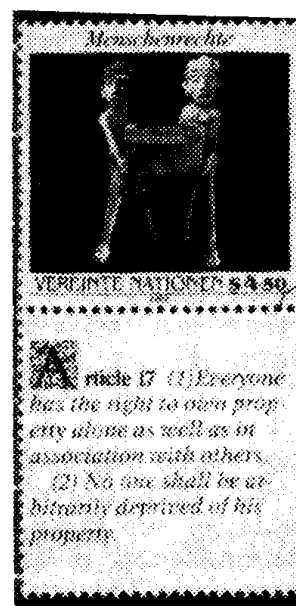 Menschenrechte
VEREINTE NATIONEN S 4.50
Article 17 (1) Everyone
has the right to own prop-
erty alone as well as in
association with others.
(2) No one shall be ar-
bitrarily deprived of his
property.